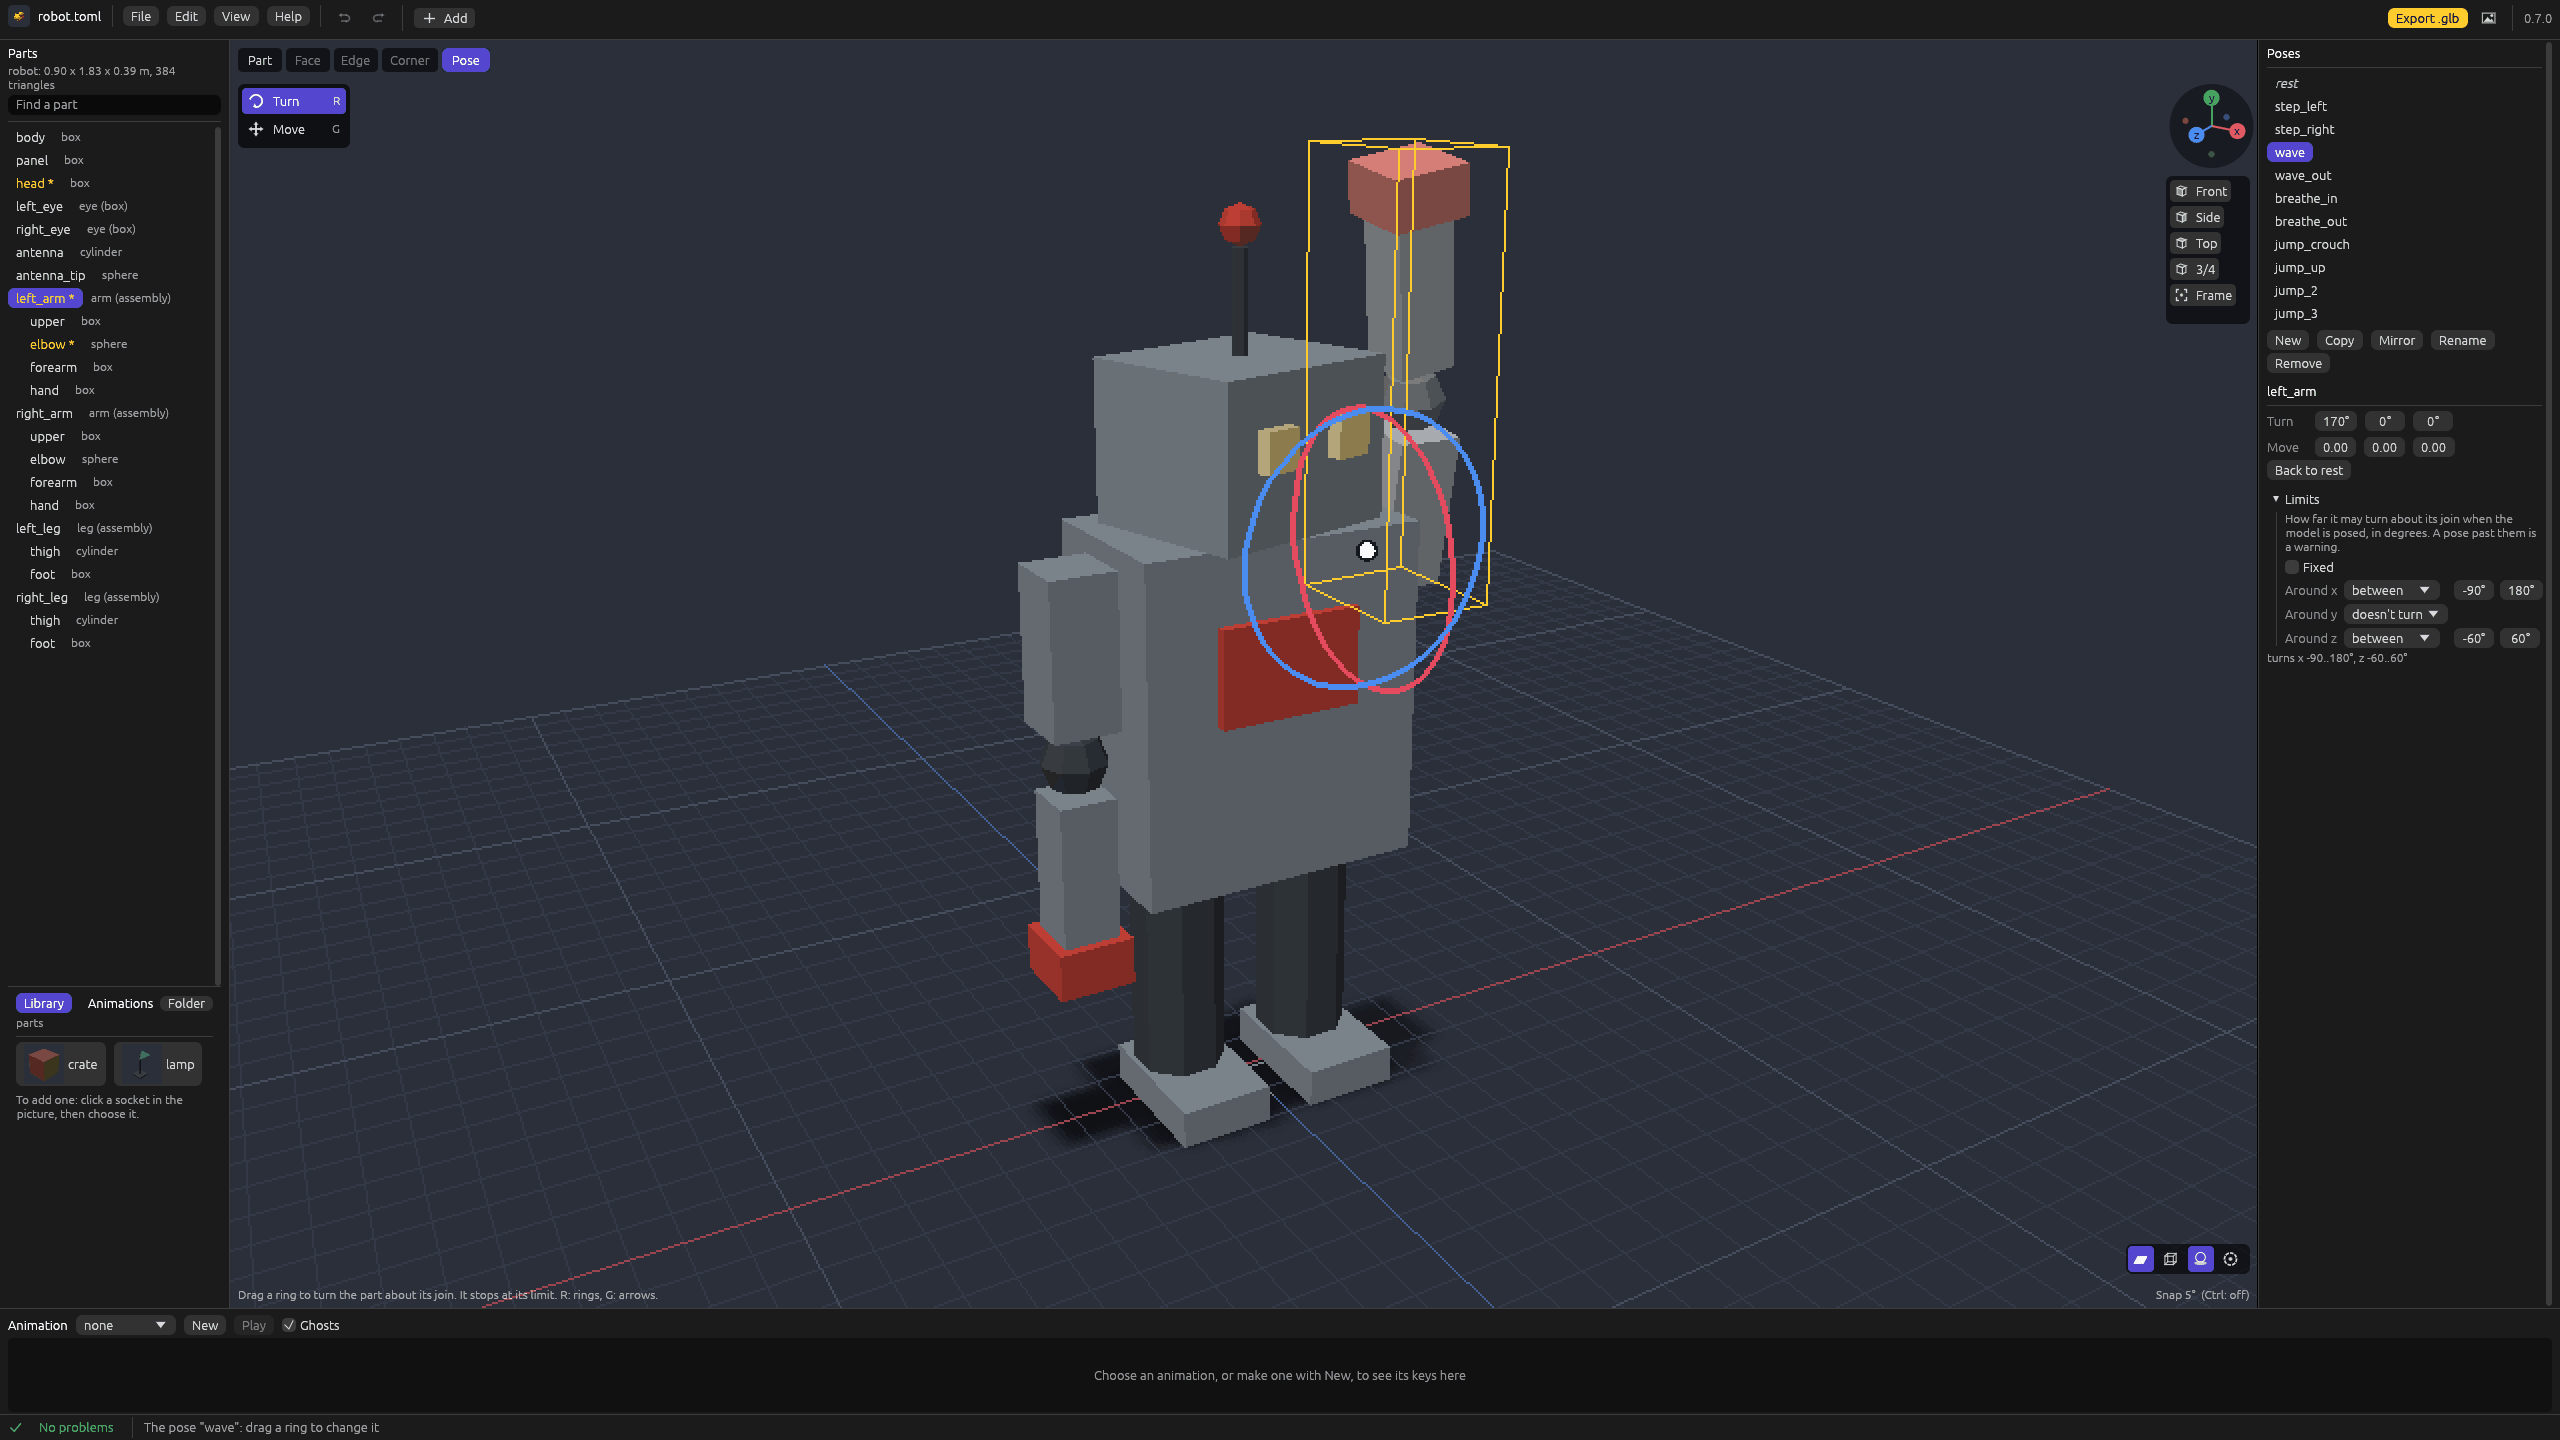 robot.toml File Edit View Help Add Export .glb 0.7.0
Parts
robot: 0.90 x 1.83 x 0.39 m, 384
triangles
Find a part
body box
panel box
head * box
left_eye eye (box)
right_eye eye (box)
antenna cylinder
antenna_tip sphere
left_arm * arm (assembly)
upper box
elbow * sphere
forearm box
hand box
right_arm arm (assembly)
upper box
elbow sphere
forearm box
hand box
left_leg leg (assembly)
thigh cylinder
foot box
right_leg leg (assembly)
thigh cylinder
foot box
Library Animations Folder
parts
crate lamp
To add one: click a socket in the
picture, then choose it.
Part Face Edge Corner Pose
Turn R
Move G
y
x
z
Front
Side
Top
3/4
Frame
Drag a ring to turn the part about its join. It stops at its limit. R: rings, G: arrows.
Snap 5° (Ctrl: off)
Poses
rest
step_left
step_right
wave
wave_out
breathe_in
breathe_out
jump_crouch
jump_up
jump_2
jump_3
New Copy Mirror Rename
Remove
left_arm
Turn 170° 0° 0°
Move 0.00 0.00 0.00
Back to rest
Limits
How far it may turn about its join when the
model is posed, in degrees. A pose past them is
a warning.
Fixed
Around x between -90° 180°
Around y doesn't turn
Around z between -60° 60°
turns x -90..180°, z -60..60°
Animation none New Play Ghosts
Choose an animation, or make one with New, to see its keys here
No problems The pose "wave": drag a ring to change it